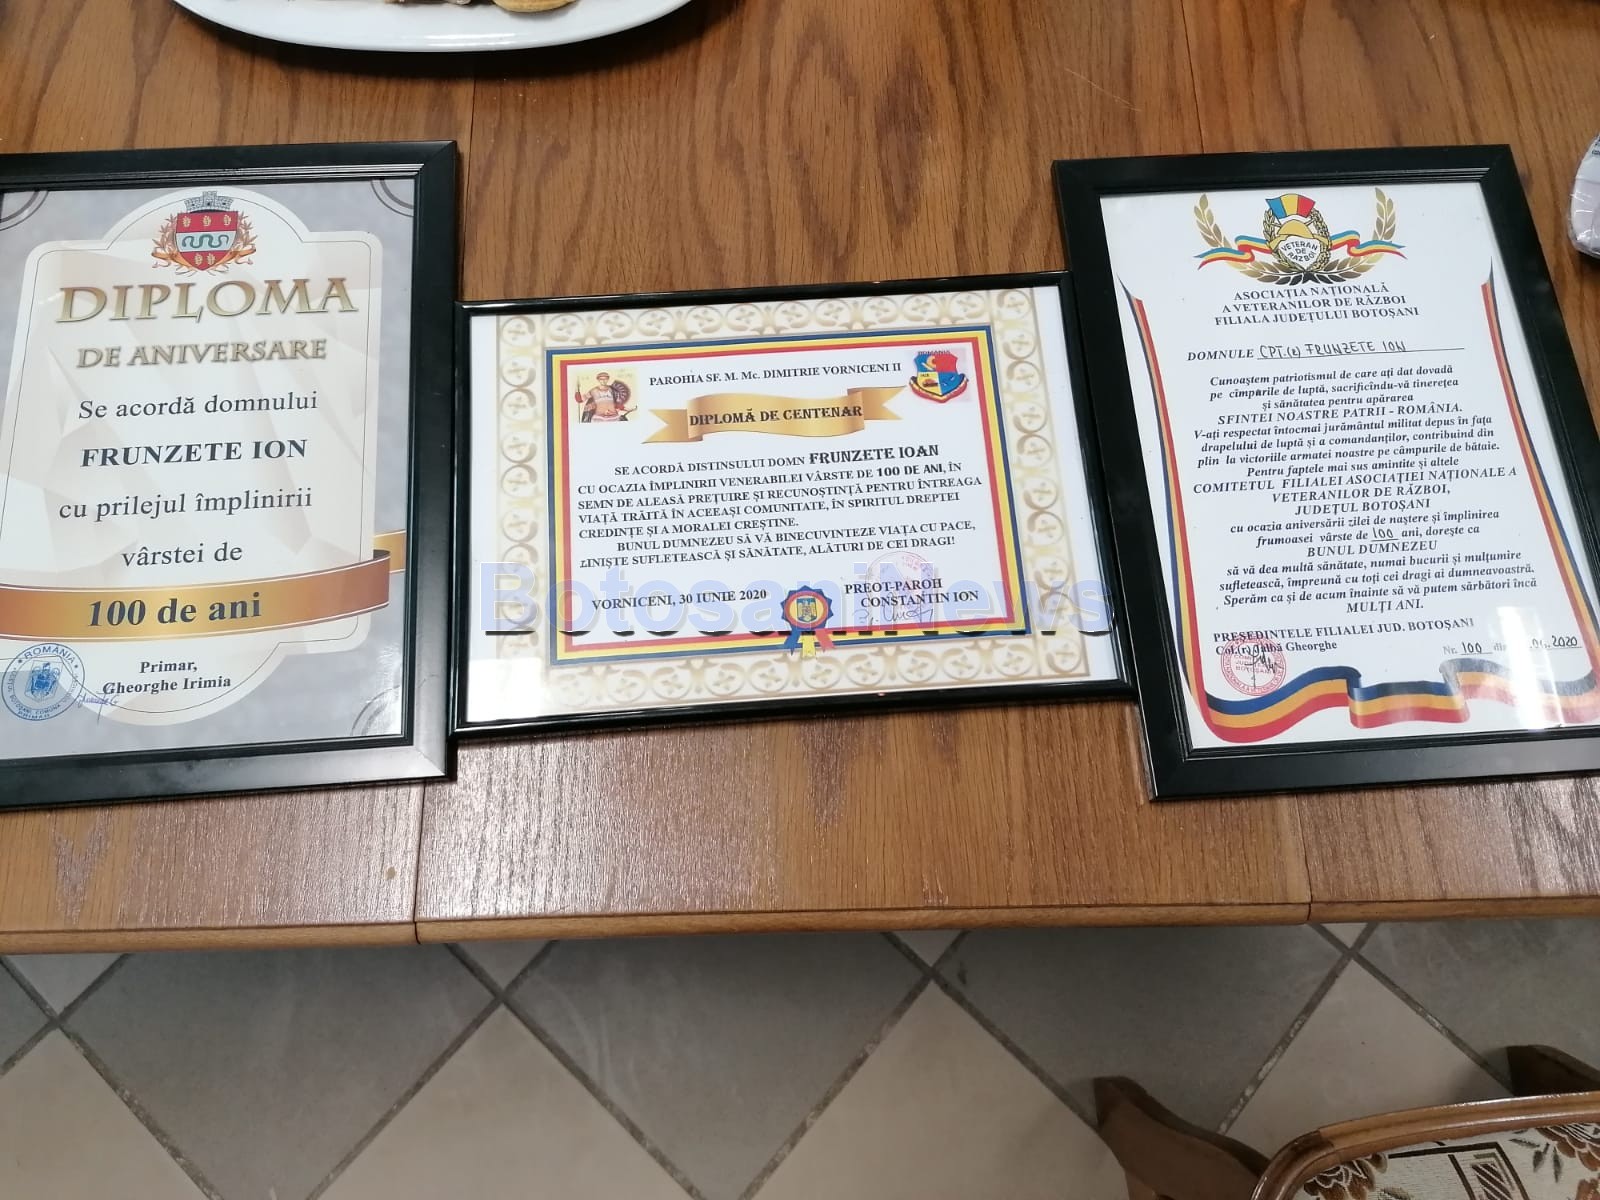 DIPLOMA
DE ANIVERSARE
Se acordă domnului
FRUNZETE ION
cu prilejul împlinirii
vârstei de
100 de ani
Primar,
Gheorghe Irimia
ROMÂNIA
PRIMAR
PAROHIA SF. M. Mc. DIMITRIE VORNICENI II
ROMÂNIA
DIPLOMĂ DE CENTENAR
SE ACORDĂ DISTINSULUI DOMN FRUNZETE IOAN
CU OCAZIA ÎMPLINIRII VENERABILEI VÂRSTE DE 100 DE ANI, ÎN
SEMN DE ALEASĂ PREȚUIRE ȘI RECUNOȘTINȚĂ PENTRU ÎNTREAGA
VIAȚĂ TRĂITĂ ÎN ACEEAȘI COMUNITATE, ÎN SPIRITUL DREPTEI
CREDINȚE ȘI A MORALEI CREȘTINE.
BUNUL DUMNEZEU SĂ VĂ BINECUVINTEZE VIAȚA CU PACE,
LINIȘTE SUFLETEASCĂ ȘI SĂNĂTATE, ALĂTURI DE CEI DRAGI!
VORNICENI, 30 IUNIE 2020
PREOT-PAROH
CONSTANTIN ION
BotosaniNews
VETERAN
DE
RĂZBOI
ASOCIAȚIA NAȚIONALĂ
A VETERANILOR DE RĂZBOI
FILIALA JUDEȚULUI BOTOȘANI
DOMNULE CPT.(r) FRUNZETE ION
Cunoaștem patriotismul de care ați dat dovadă
pe câmpurile de luptă, sacrificîndu-vă tinerețea
și sănătatea pentru apărarea
SFINTEI NOASTRE PATRII - ROMÂNIA.
V-ați respectat întocmai jurământul militat depus în fața
drapelului de luptă și a comandanților, contribuind din
plin la victoriile armatei noastre pe câmpurile de bătaie.
Pentru faptele mai sus amintite și altele
COMITETUL FILIALEI ASOCIAȚIEI NAȚIONALE A
VETERANILOR DE RĂZBOI,
JUDEȚUL BOTOȘANI
cu ocazia aniversării zilei de naștere și împlinirea
frumoasei vârste de 100 ani, dorește ca
BUNUL DUMNEZEU
să vă dea multă sănătate, numai bucurii și mulțumire
sufletească, împreună cu toți cei dragi ai dumneavoastră.
Sperăm ca și de acum înainte să vă putem sărbători încă
MULȚI ANI.
PREȘEDINTELE FILIALEI JUD. BOTOȘANI
Col.(r) Jalbă Gheorghe
Nr. 100 din 06.2020